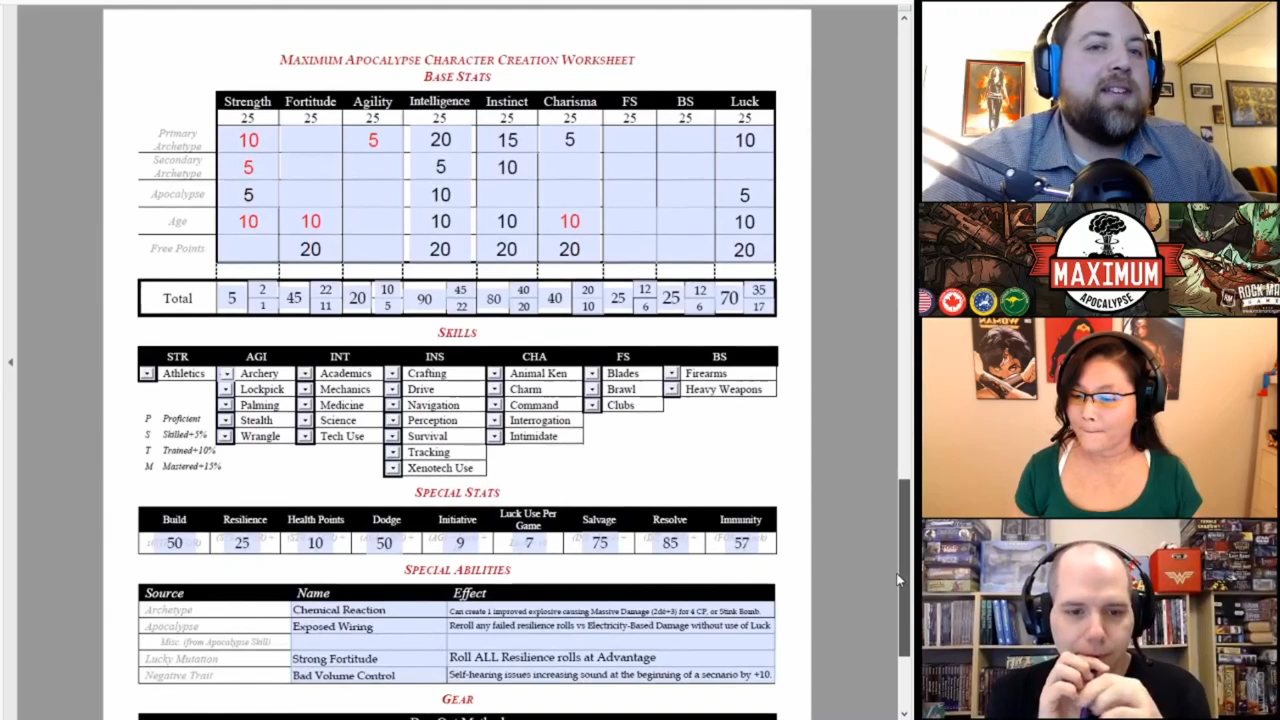 MAXIMUM APOCALYPSE CHARACTER CREATION WORKSHEET
BASE STATS
Strength Fortitude Agility Intelligence Instinct Charisma FS BS Luck
25 25 25 25 25 25 25 25 25
Primary Archetype 10 5 20 15 5 10
Secondary Archetype 5 5 10
Apocalypse 5 10 5
Age 10 10 10 10 10 10
Free Points 20 20 20 20 20
Total 5 2 1 45 22 11 20 10 5 90 45 22 80 40 20 40 20 10 25 12 6 25 12 6 70 35 17
SKILLS
STR AGI INT INS CHA FS BS
Athletics Archery Academics Crafting Animal Ken Blades Firearms
Lockpick Mechanics Drive Charm Brawl Heavy Weapons
Palming Medicine Navigation Command Clubs
P Proficient Stealth Science Perception Interrogation
S Skilled+5% Wrangle Tech Use Survival Intimidate
T Trained+10% Tracking
M Mastered+15% Xenotech Use
SPECIAL STATS
Build Resilience Health Points Dodge Initiative Luck Use Per Game Salvage Resolve Immunity
50 25 10 50 9 7 75 85 57
SPECIAL ABILITIES
Source Name Effect
Archetype Chemical Reaction Can create 1 improved explosive causing Massive Damage (2d6+3) for 4 CP, or Stink Bomb.
Apocalypse Exposed Wiring Reroll any failed resilience rolls vs Electricity-Based Damage without use of Luck
Misc. (from Apocalypse Skill)
Lucky Mutation Strong Fortitude Roll ALL Resilience rolls at Advantage
Negative Trait Bad Volume Control Self-hearing issues increasing sound at the beginning of a secnario by +10.
GEAR
MAXIMUM
APOCALYPSE